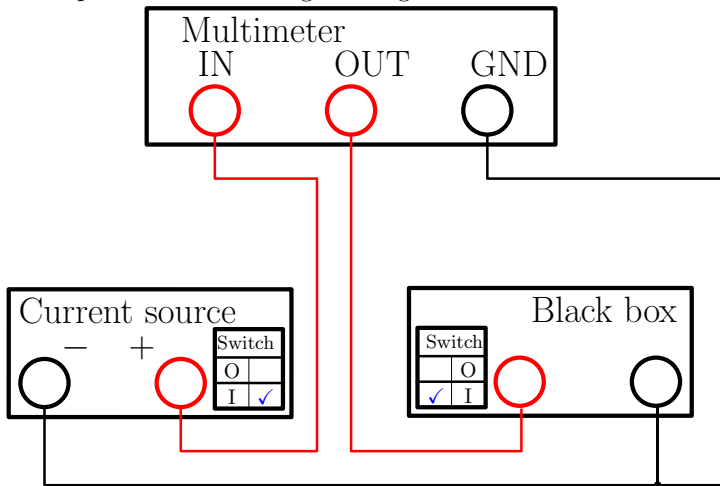 Multimeter
IN OUT GND
Current source
− +
Switch
O
I ✓
Black box
Switch
O
✓ I